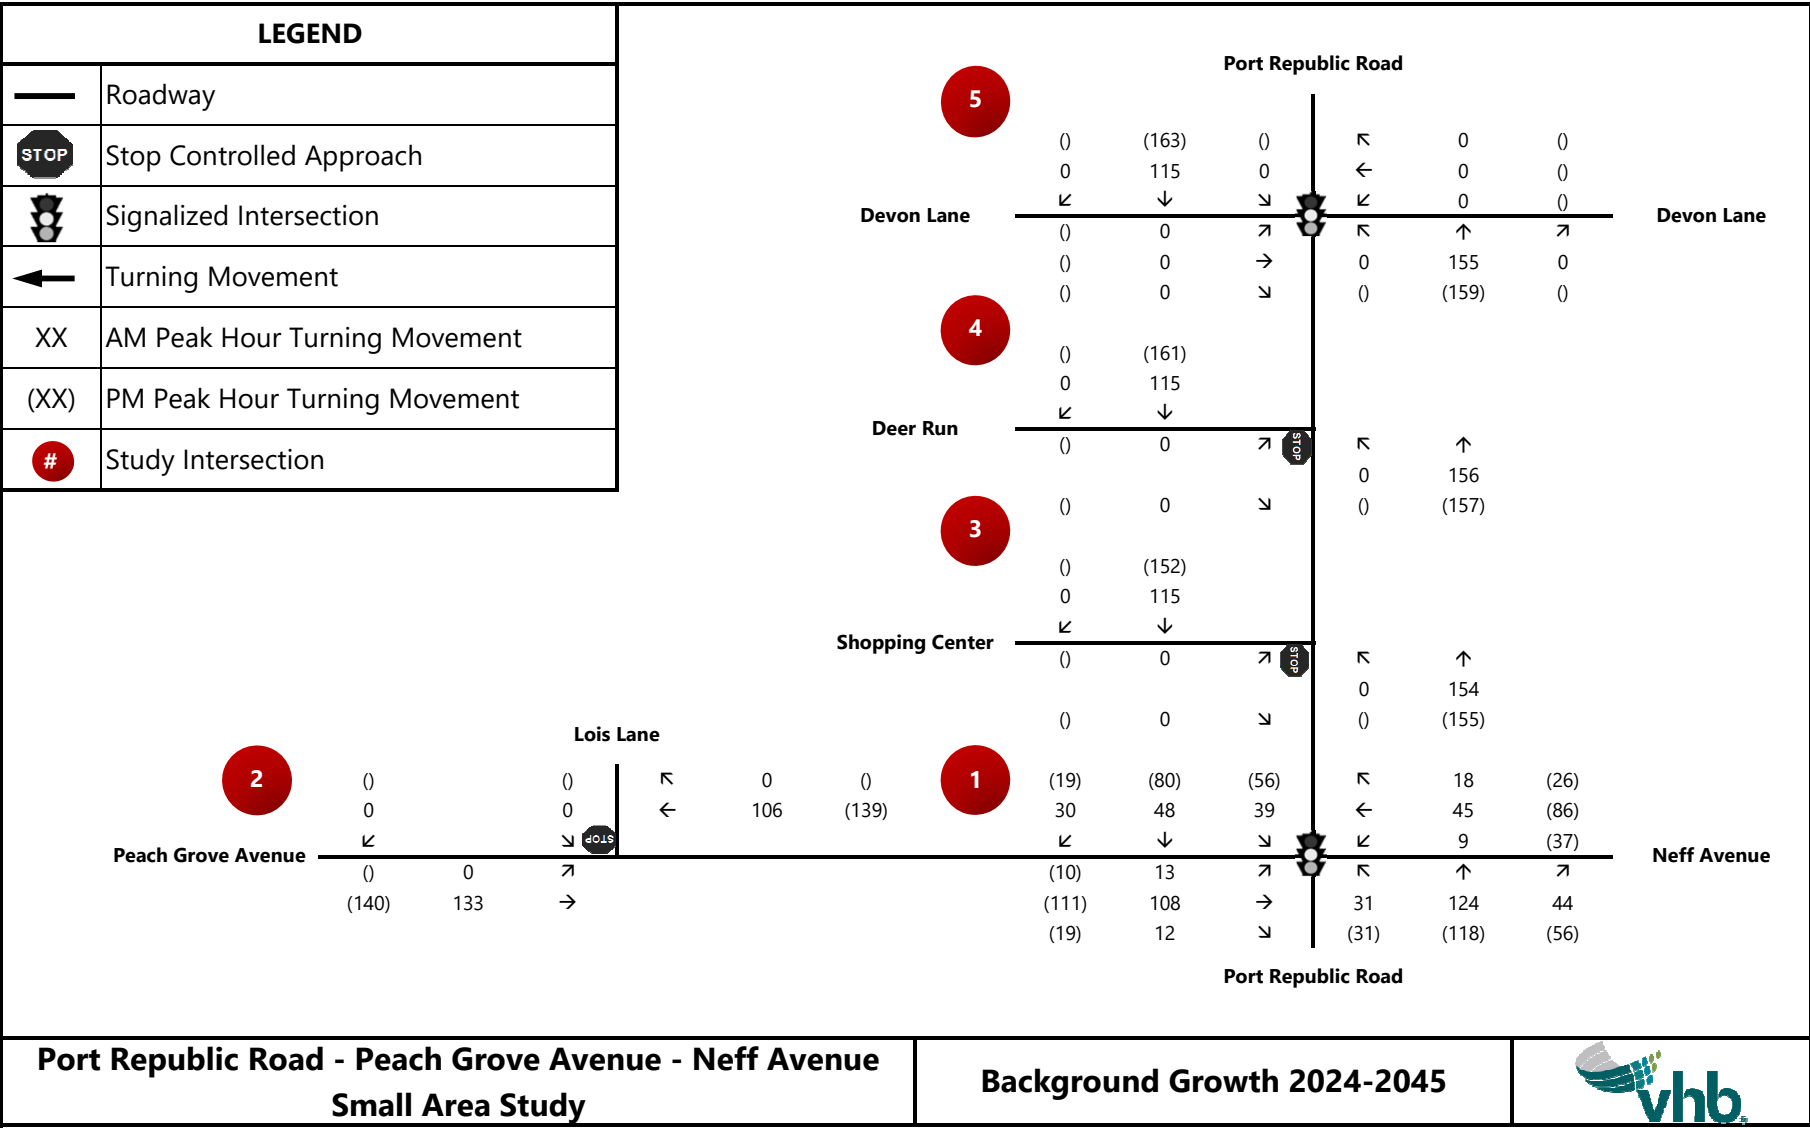 LEGEND
Roadway
STOP Stop Controlled Approach
Signalized Intersection
Turning Movement
XX AM Peak Hour Turning Movement
(XX) PM Peak Hour Turning Movement
# Study Intersection
Port Republic Road
5
() (163) () ↖ 0 ()
0 115 0 ← 0 ()
↙ ↓ ↘ ↙ 0 ()
Devon Lane Devon Lane
() 0 ↗ ↖ ↑ ↗
() 0 → 0 155 0
() 0 ↘ () (159) ()
4
() (161)
0 115
↙ ↓
Deer Run
() 0 ↗ STOP ↖ ↑
0 156
() 0 ↘ () (157)
3
() (152)
0 115
↙ ↓
Shopping Center
() 0 ↗ STOP ↖ ↑
0 154
() 0 ↘ () (155)
Lois Lane
2
() () ↖ 0 ()
0 0 ← 106 (139)
↙ ↘ STOP
Peach Grove Avenue
() 0 ↗
(140) 133 →
1
(19) (80) (56) ↖ 18 (26)
30 48 39 ← 45 (86)
↙ ↓ ↘ ↙ 9 (37)
Neff Avenue
(10) 13 ↗ ↖ ↑ ↗
(111) 108 → 31 124 44
(19) 12 ↘ (31) (118) (56)
Port Republic Road
Port Republic Road - Peach Grove Avenue - Neff Avenue
Small Area Study
Background Growth 2024-2045
vhb